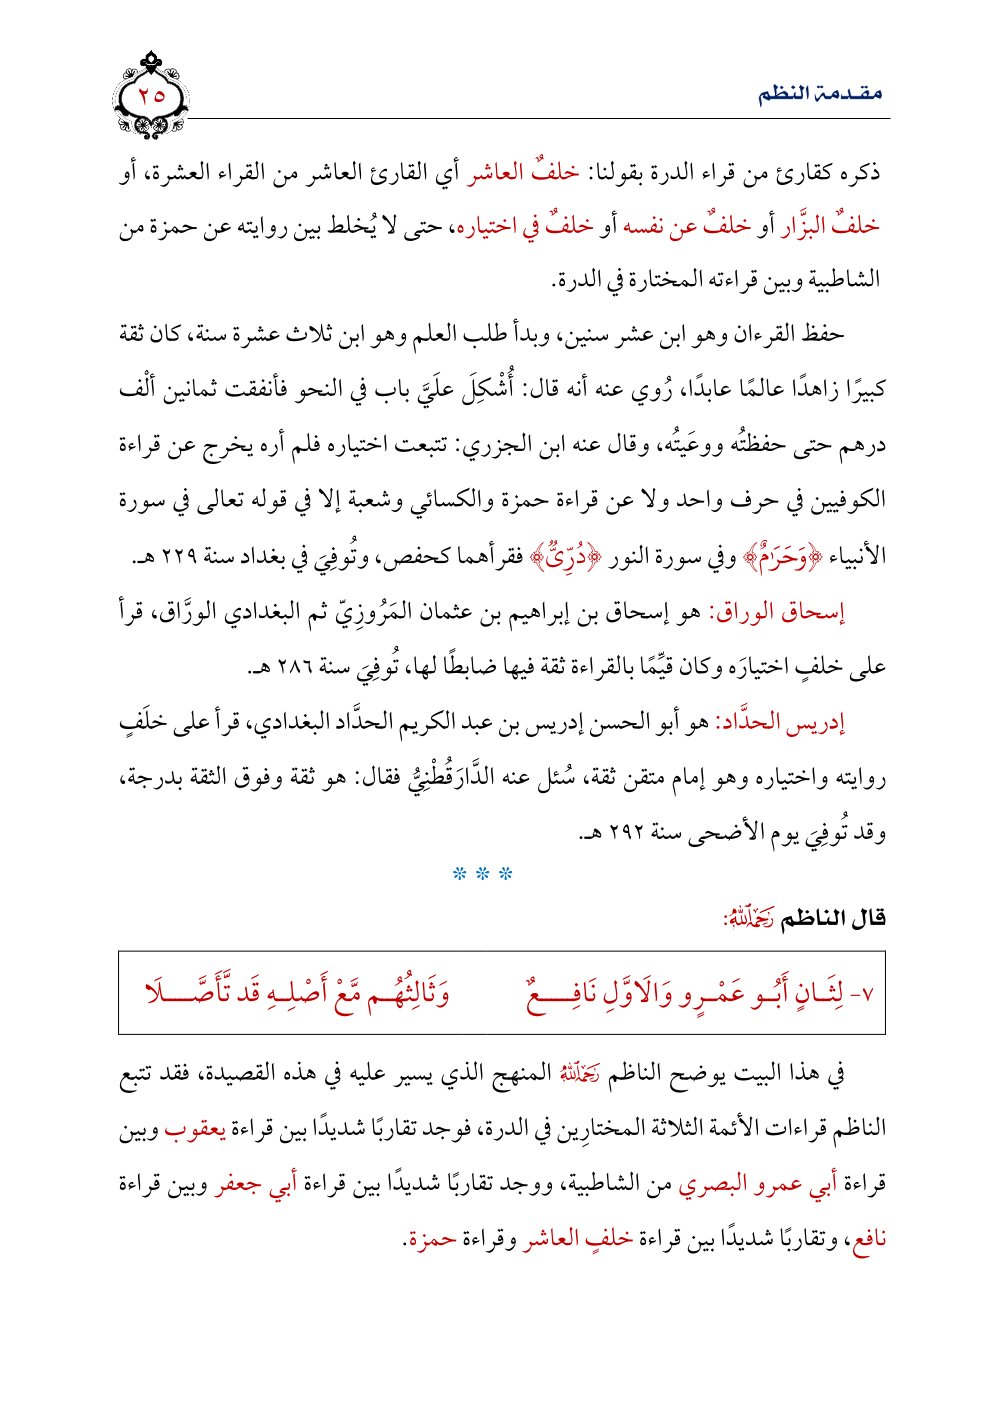 مقدمة النظم
٢٥
ذكره كقارئ من قراء الدرة بقولنا: خلفٌ العاشر أي القارئ العاشر من القراء العشرة، أو
خلفٌ البزَّار أو خلفٌ عن نفسه أو خلفٌ في اختياره، حتى لا يُخلط بين روايته عن حمزة من
الشاطبية وبين قراءته المختارة في الدرة.
حفظ القرءان وهو ابن عشر سنين، وبدأ طلب العلم وهو ابن ثلاث عشرة سنة، كان ثقة
كبيرًا زاهدًا عالمًا عابدًا، رُوي عنه أنه قال: أُشْكِلَ علَيَّ باب في النحو فأنفقت ثمانين ألْف
درهم حتى حفظتُه ووعَيتُه، وقال عنه ابن الجزري: تتبعت اختياره فلم أره يخرج عن قراءة
الكوفيين في حرف واحد ولا عن قراءة حمزة والكسائي وشعبة إلا في قوله تعالى في سورة
الأنبياء ﴿وَحَرَٰمٌ﴾ وفي سورة النور ﴿دُرِّيٌّ﴾ فقرأهما كحفص، وتُوفِيَ في بغداد سنة ٢٢٩ هـ.
إسحاق الوراق: هو إسحاق بن إبراهيم بن عثمان المَرُوزِيّ ثم البغدادي الورَّاق، قرأ
على خلفٍ اختيارَه وكان قيِّمًا بالقراءة ثقة فيها ضابطًا لها، تُوفِيَ سنة ٢٨٦ هـ.
إدريس الحدَّاد: هو أبو الحسن إدريس بن عبد الكريم الحدَّاد البغدادي، قرأ على خلَفٍ
روايته واختياره وهو إمام متقن ثقة، سُئل عنه الدَّارَقُطْنِيُّ فقال: هو ثقة وفوق الثقة بدرجة،
وقد تُوفِيَ يوم الأضحى سنة ٢٩٢ هـ.
* * *
قال الناظم رَحِمَهُ ٱللَّهُ:
٧- لِثَــانٍ أَبُــو عَمْــرٍو وَالَاوَّلِ نَافِـــــعٌ وَثَالِثُهُــم مَّعْ أَصْلِــهِ قَد تَّأَصَّـــــلَا
في هذا البيت يوضح الناظم رَحِمَهُ ٱللَّهُ المنهج الذي يسير عليه في هذه القصيدة، فقد تتبع
الناظم قراءات الأئمة الثلاثة المختارِين في الدرة، فوجد تقاربًا شديدًا بين قراءة يعقوب وبين
قراءة أبي عمرو البصري من الشاطبية، ووجد تقاربًا شديدًا بين قراءة أبي جعفر وبين قراءة
نافع، وتقاربًا شديدًا بين قراءة خلفٍ العاشر وقراءة حمزة.